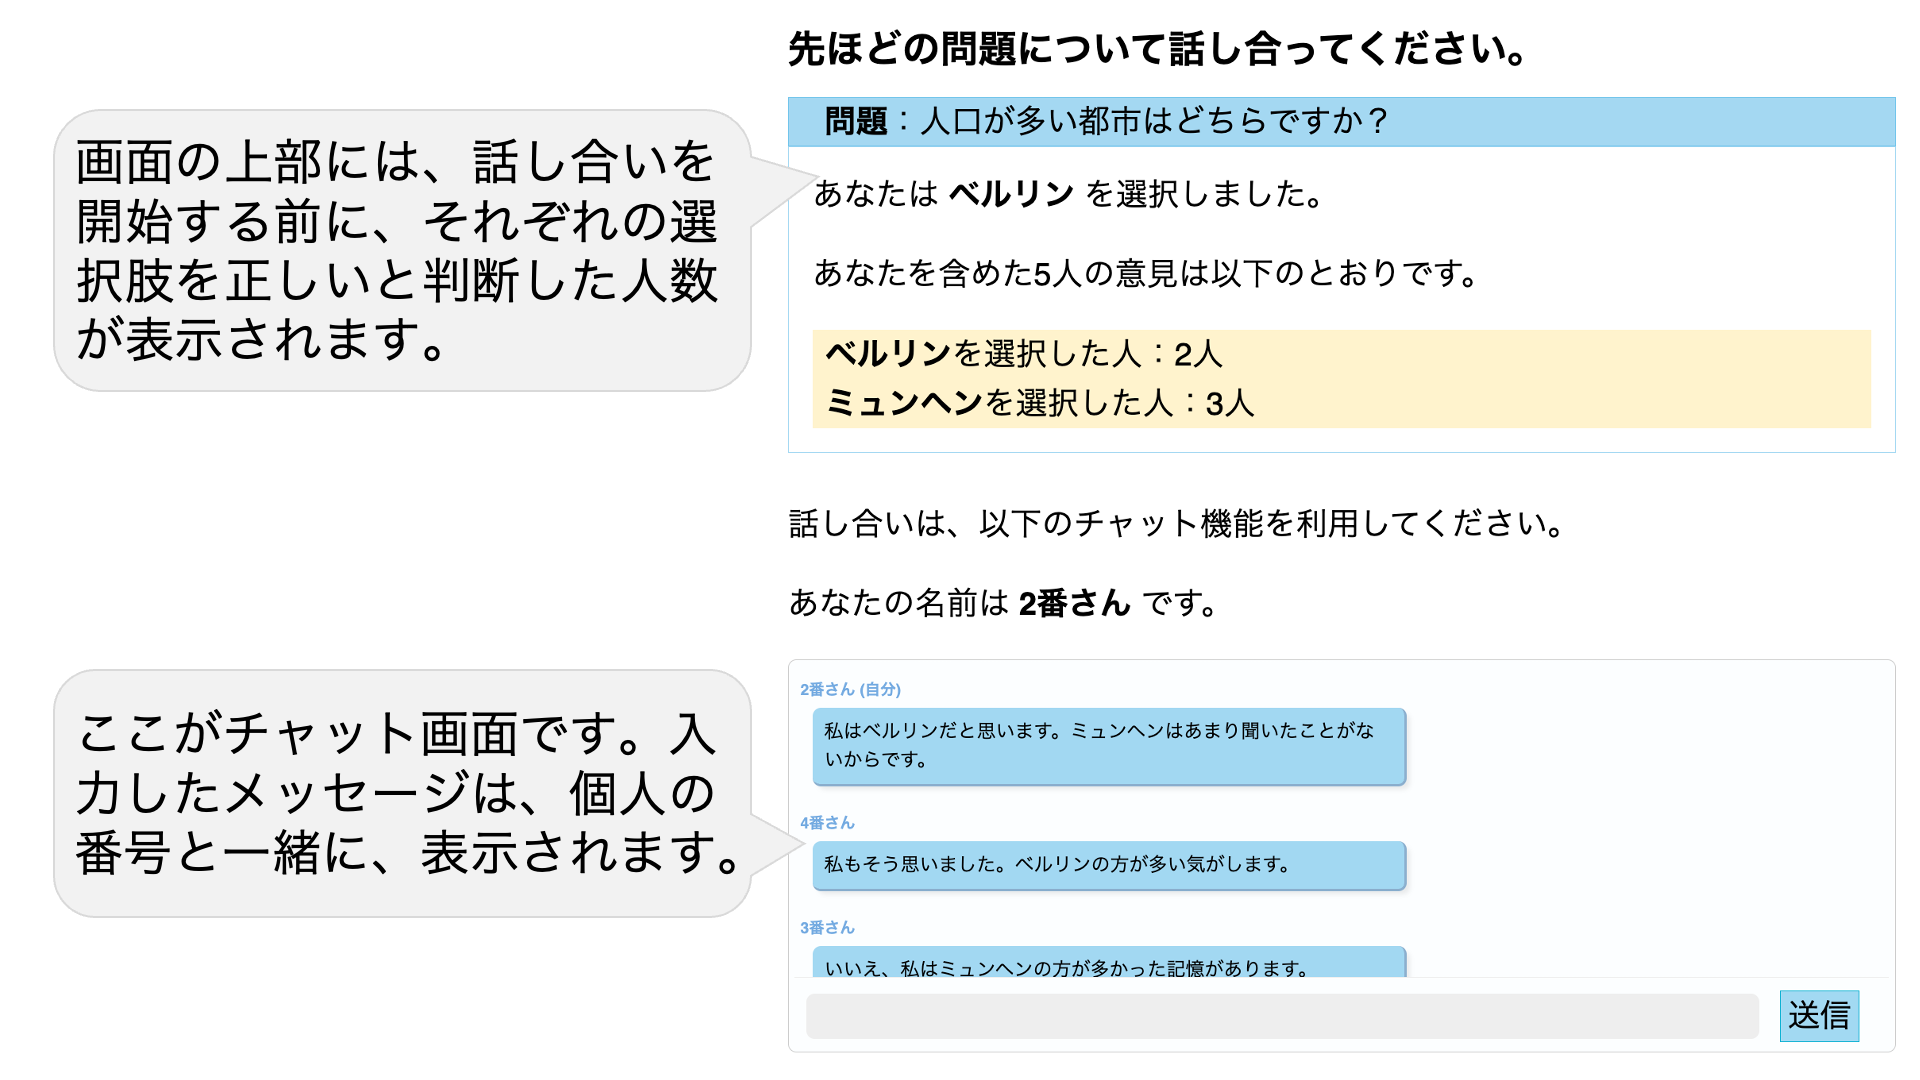 先ほどの問題について話し合ってください。
問題：人口が多い都市はどちらですか？
画面の上部には、話し合いを
開始する前に、それぞれの選
択肢を正しいと判断した人数
が表示されます。
あなたは ベルリン を選択しました。
あなたを含めた5人の意見は以下のとおりです。
ベルリンを選択した人：2人
ミュンヘンを選択した人：3人
話し合いは、以下のチャット機能を利用してください。
あなたの名前は 2番さん です。
ここがチャット画面です。入
力したメッセージは、個人の
番号と一緒に、表示されます。
2番さん (自分)
私はベルリンだと思います。ミュンヘンはあまり聞いたことがな
いからです。
4番さん
私もそう思いました。ベルリンの方が多い気がします。
3番さん
いいえ、私はミュンヘンの方が多かった記憶があります。
送信